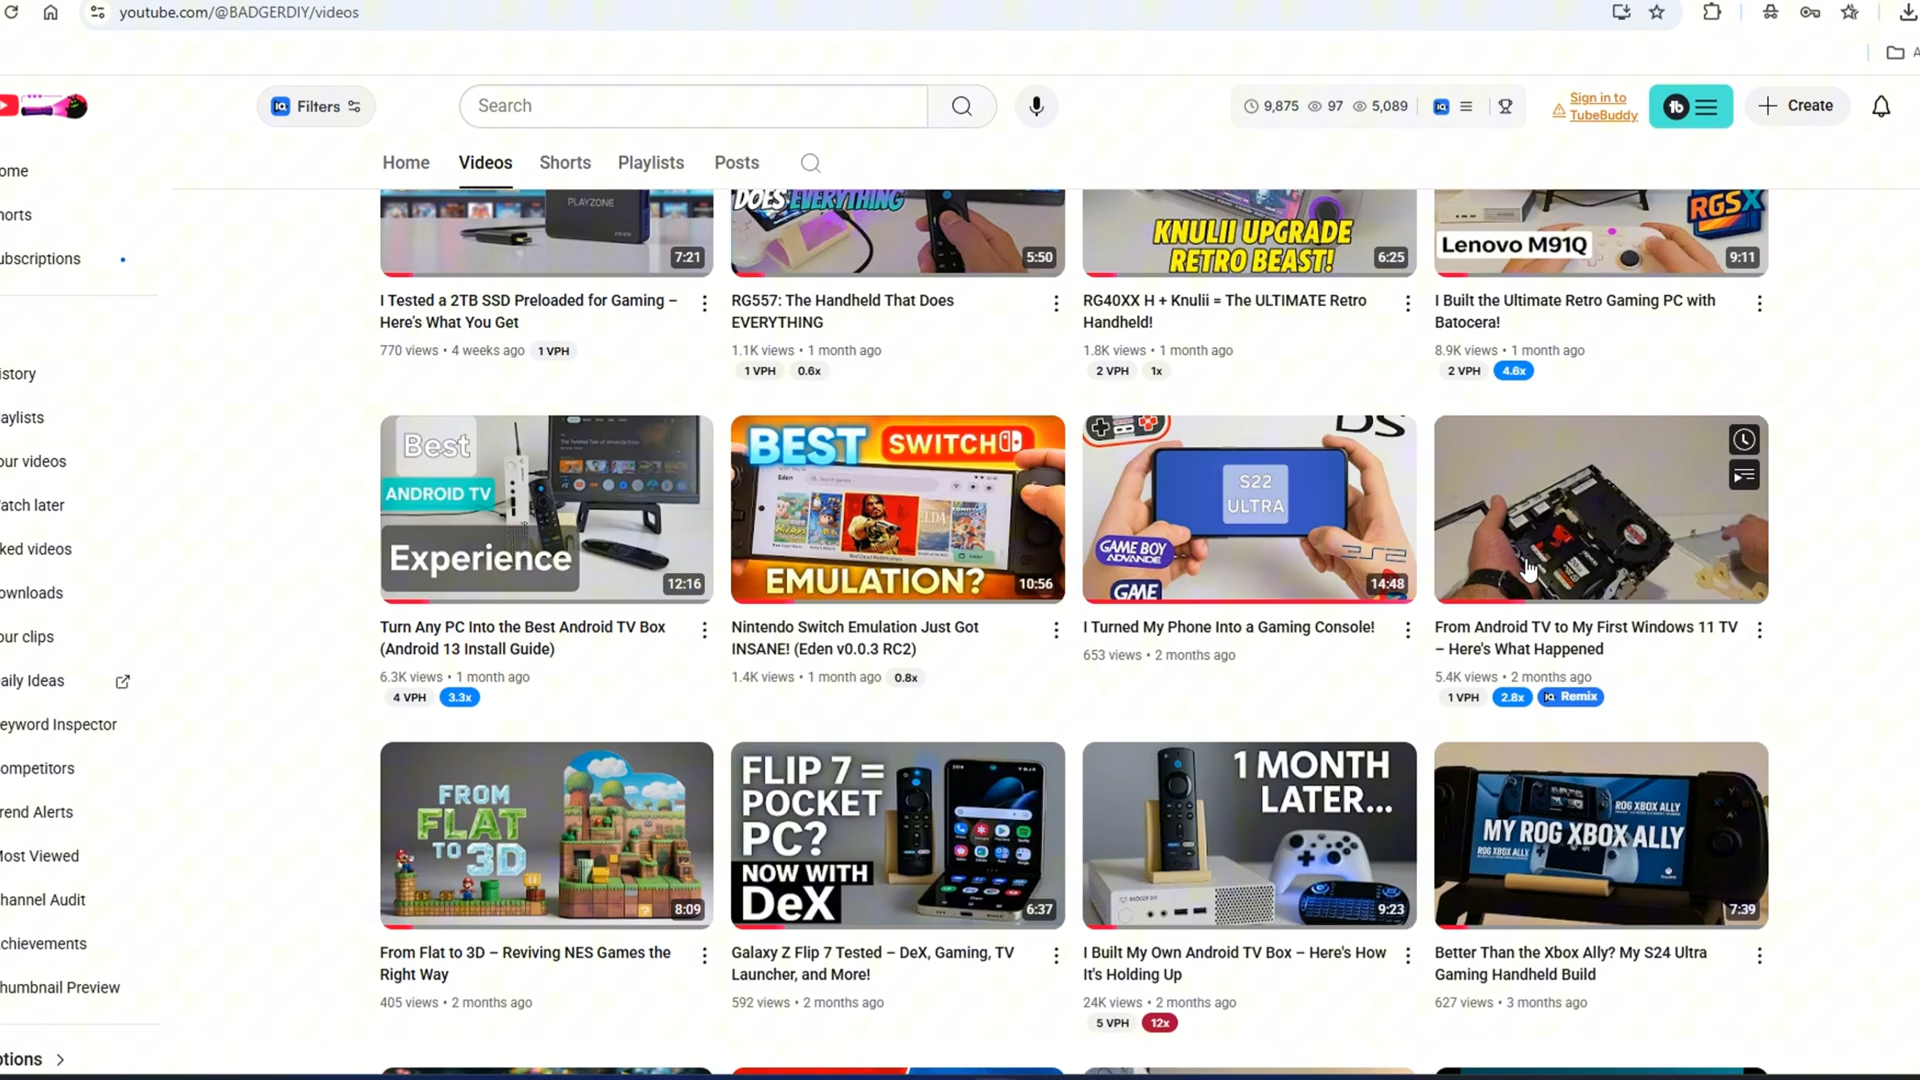 youtube.com/@BADGERDIY/videos
Filters
Search
9,875
97
5,089
Sign in to
TubeBuddy
Create
Home
Videos
Shorts
Playlists
Posts
ome
horts
ubscriptions
istory
aylists
our videos
atch later
ked videos
ownloads
our clips
aily Ideas
eyword Inspector
ompetitors
rend Alerts
Most Viewed
hannel Audit
chievements
humbnail Preview
ptions
PLAYZONE
7:21
I Tested a 2TB SSD Preloaded for Gaming –
Here's What You Get
770 views • 4 weeks ago 1 VPH
DOES EVERYTHING
5:50
RG557: The Handheld That Does
EVERYTHING
1.1K views • 1 month ago
1 VPH 0.6x
KNULII UPGRADE
RETRO BEAST!
6:25
RG40XX H + Knulii = The ULTIMATE Retro
Handheld!
1.8K views • 1 month ago
2 VPH 1x
RGSX
Lenovo M91Q
9:11
I Built the Ultimate Retro Gaming PC with
Batocera!
8.9K views • 1 month ago
2 VPH 4.6x
Best
ANDROID TV
Experience
12:16
Turn Any PC Into the Best Android TV Box
(Android 13 Install Guide)
6.3K views • 1 month ago
4 VPH 3.3x
BEST SWITCH
Eden
EMULATION?
10:56
Nintendo Switch Emulation Just Got
INSANE! (Eden v0.0.3 RC2)
1.4K views • 1 month ago 0.8x
DS
S22
ULTRA
GAME BOY
ADVANCE
PS2
GAME
14:48
I Turned My Phone Into a Gaming Console!
653 views • 2 months ago
From Android TV to My First Windows 11 TV
– Here's What Happened
5.4K views • 2 months ago
1 VPH 2.8x Remix
FROM
FLAT
TO 3D
8:09
From Flat to 3D – Reviving NES Games the
Right Way
405 views • 2 months ago
FLIP 7 =
POCKET
PC?
NOW WITH
DeX
6:37
Galaxy Z Flip 7 Tested – DeX, Gaming, TV
Launcher, and More!
592 views • 2 months ago
1 MONTH
LATER...
BADGER DIY
9:23
I Built My Own Android TV Box – Here's How
It's Holding Up
24K views • 2 months ago
5 VPH 12x
ROG XBOX ALLY
MY ROG XBOX ALLY
ROG XBOX ALLY
7:39
Better Than the Xbox Ally? My S24 Ultra
Gaming Handheld Build
627 views • 3 months ago